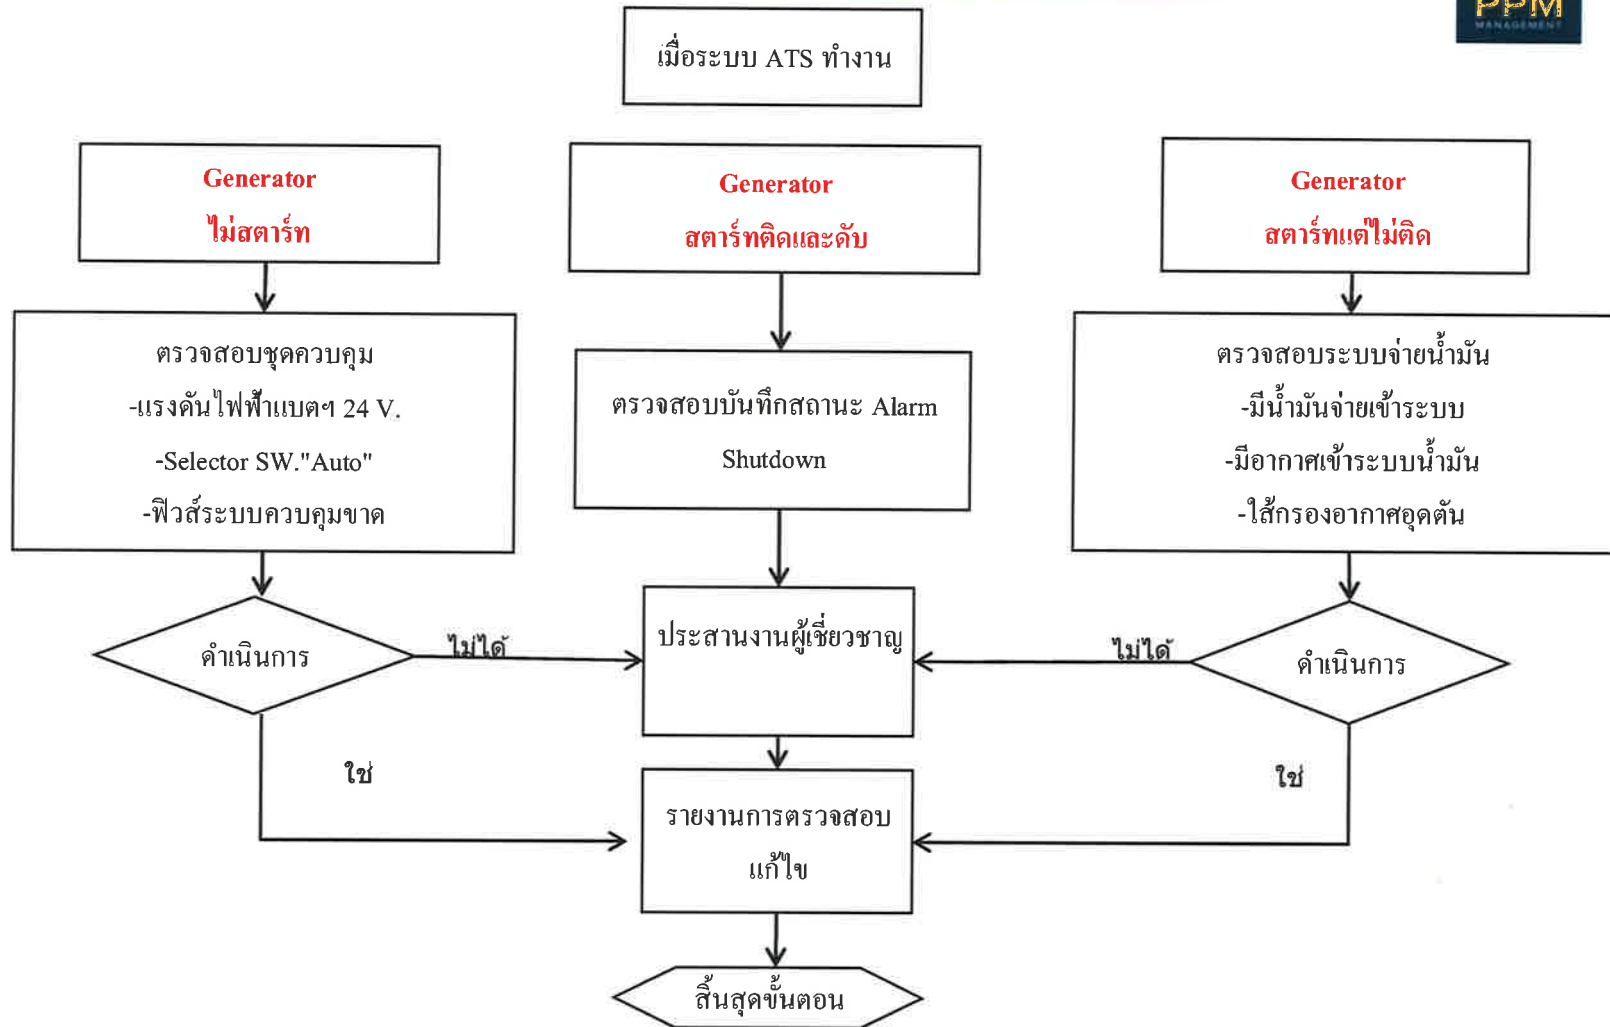 PPM
MANAGEMENT
เมื่อระบบ ATS ทำงาน
Generator
ไม่สตาร์ท
Generator
สตาร์ทติดและดับ
Generator
สตาร์ทแต่ไม่ติด
ตรวจสอบชุดควบคุม
-แรงดันไฟฟ้าแบตฯ 24 V.
-Selector SW."Auto"
-ฟิวส์ระบบควบคุมขาด
ตรวจสอบบันทึกสถานะ Alarm
Shutdown
ตรวจสอบระบบจ่ายน้ำมัน
-มีน้ำมันจ่ายเข้าระบบ
-มีอากาศเข้าระบบน้ำมัน
-ใส้กรองอากาศอุดตัน
ดำเนินการ
ไม่ได้
ประสานงานผู้เชี่ยวชาญ
ไม่ได้
ดำเนินการ
ใช่
ใช่
รายงานการตรวจสอบ
แก้ไข
สิ้นสุดขั้นตอน